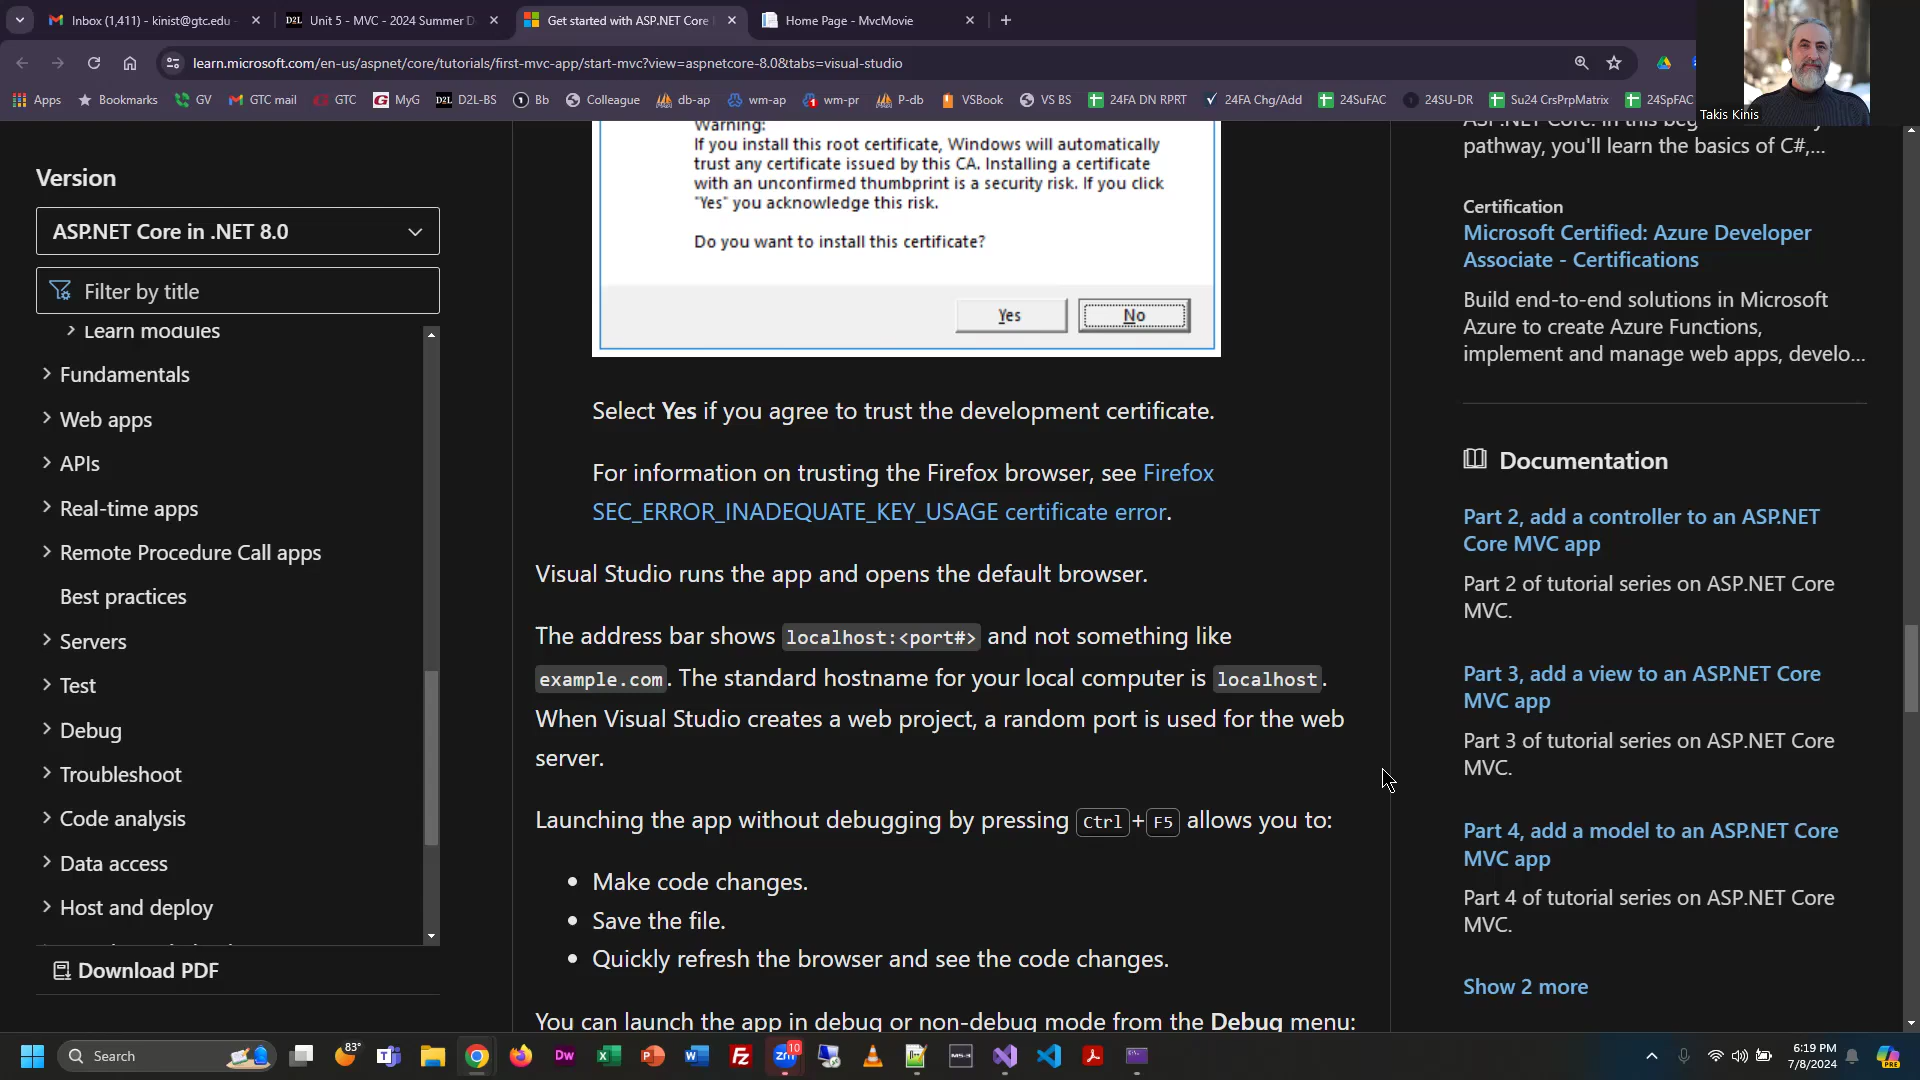 Inbox (1,411) - kinist@gtc.edu -
Unit 5 - MVC - 2024 Summer D
Get started with ASP.NET Core
Home Page - MvcMovie
learn.microsoft.com/en-us/aspnet/core/tutorials/first-mvc-app/start-mvc?view=aspnetcore-8.0&tabs=visual-studio
Apps
Bookmarks
GV
GTC mail
GTC
MyG
D2L-BS
Bb
Colleague
db-ap
wm-ap
wm-pr
P-db
VSBook
VS BS
24FA DN RPRT
24FA Chg/Add
24SuFAC
24SU-DR
Su24 CrsPrpMatrix
24SpFAC
Takis Kinis
Version
ASP.NET Core in .NET 8.0
Filter by title
Learn modules
Fundamentals
Web apps
APIs
Real-time apps
Remote Procedure Call apps
Best practices
Servers
Test
Debug
Troubleshoot
Code analysis
Data access
Host and deploy
Download PDF
Warning:
If you install this root certificate, Windows will automatically
trust any certificate issued by this CA. Installing a certificate
with an unconfirmed thumbprint is a security risk. If you click
"Yes" you acknowledge this risk.
Do you want to install this certificate?
Yes
No
Select Yes if you agree to trust the development certificate.
For information on trusting the Firefox browser, see Firefox
SEC_ERROR_INADEQUATE_KEY_USAGE certificate error.
Visual Studio runs the app and opens the default browser.
The address bar shows localhost:<port#> and not something like
example.com. The standard hostname for your local computer is localhost.
When Visual Studio creates a web project, a random port is used for the web
server.
Launching the app without debugging by pressing Ctrl+F5 allows you to:
• Make code changes.
• Save the file.
• Quickly refresh the browser and see the code changes.
You can launch the app in debug or non-debug mode from the Debug menu:
pathway, you'll learn the basics of C#,...
Certification
Microsoft Certified: Azure Developer
Associate - Certifications
Build end-to-end solutions in Microsoft
Azure to create Azure Functions,
implement and manage web apps, develo...
Documentation
Part 2, add a controller to an ASP.NET
Core MVC app
Part 2 of tutorial series on ASP.NET Core
MVC.
Part 3, add a view to an ASP.NET Core
MVC app
Part 3 of tutorial series on ASP.NET Core
MVC.
Part 4, add a model to an ASP.NET Core
MVC app
Part 4 of tutorial series on ASP.NET Core
MVC.
Show 2 more
Search
83°
10
6:19 PM
7/8/2024